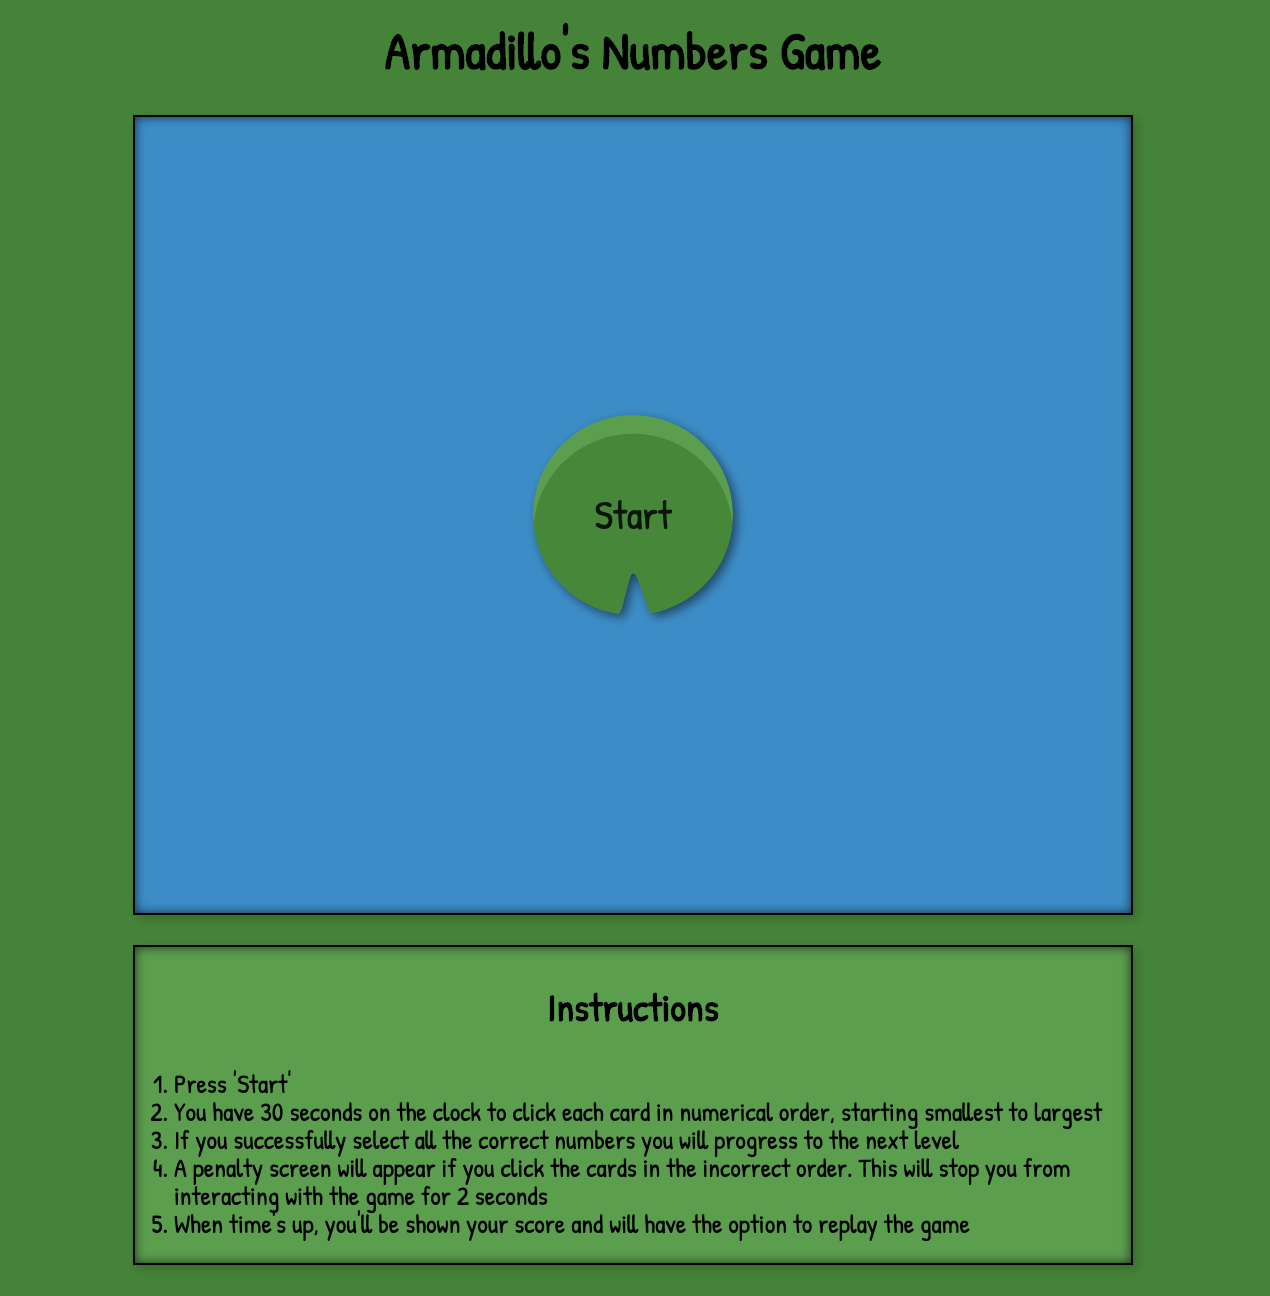 Armadillo's Numbers Game
Start
Instructions
1. Press 'Start'
2. You have 30 seconds on the clock to click each card in numerical order, starting smallest to largest
3. If you successfully select all the correct numbers you will progress to the next level
4. A penalty screen will appear if you click the cards in the incorrect order. This will stop you from
interacting with the game for 2 seconds
5. When time's up, you'll be shown your score and will have the option to replay the game